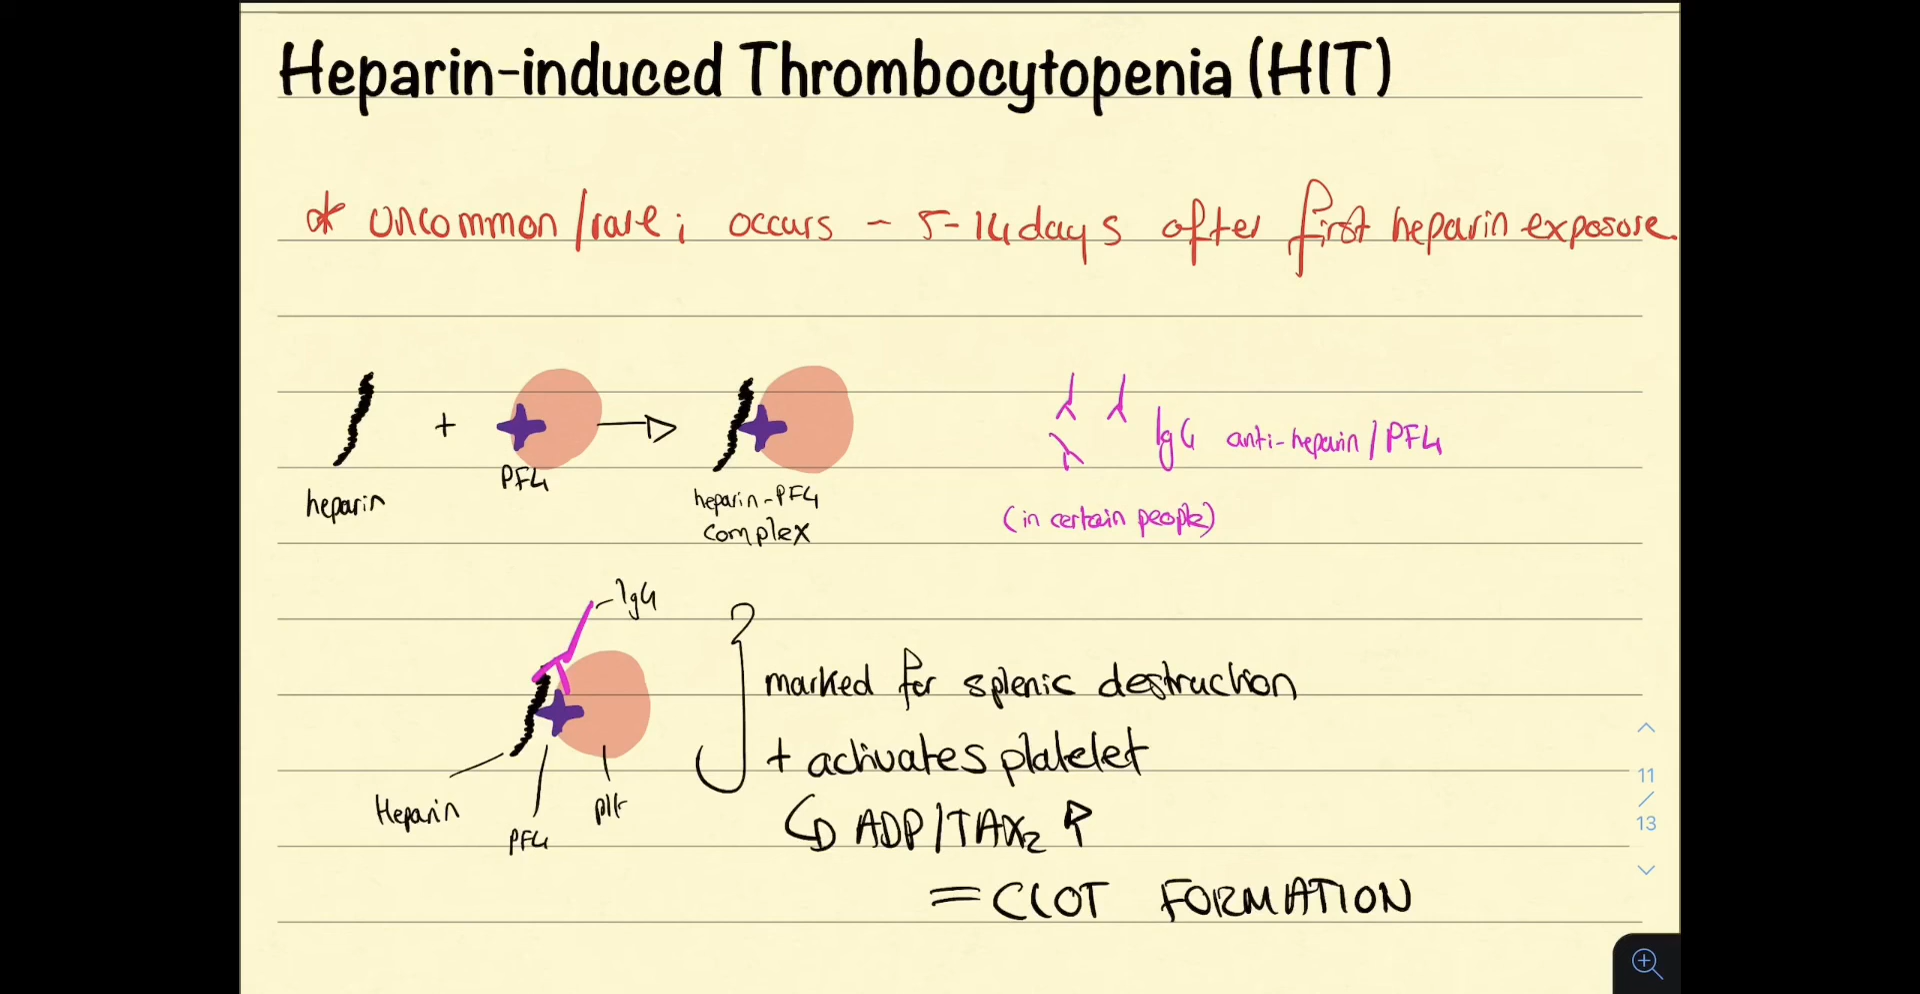 Heparin-induced Thrombocytopenia (HIT)
* uncommon/rare; occurs ~ 5-14 days after first heparin exposure.
+
heparin
PF4
heparin-PF4
complex
IgG anti-heparin/PF4
(in certain people)
IgG
Heparin
PF4
plt
marked for splenic destruction
+ activates platelet
↳ ADP/TAX2 ↑
= CLOT FORMATION
11
/
13